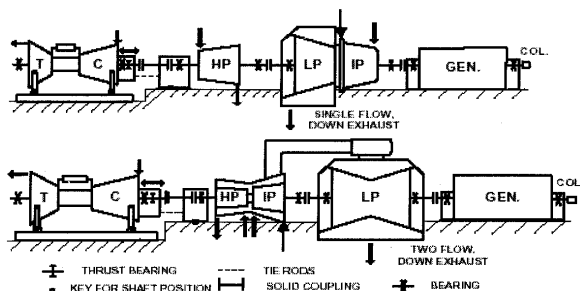 T C HP LP IP GEN. COL.
SINGLE FLOW,
DOWN EXHAUST
T C HP IP LP GEN. COL
TWO FLOW,
DOWN EXHAUST
THRUST BEARING TIE RODS
KEY FOR SHAFT POSITION SOLID COUPLING BEARING